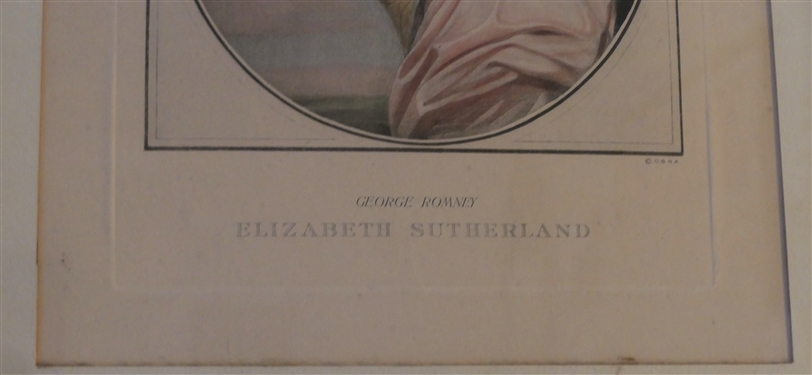 GEORGE ROMNEY
ELIZABETH SUTHERLAND